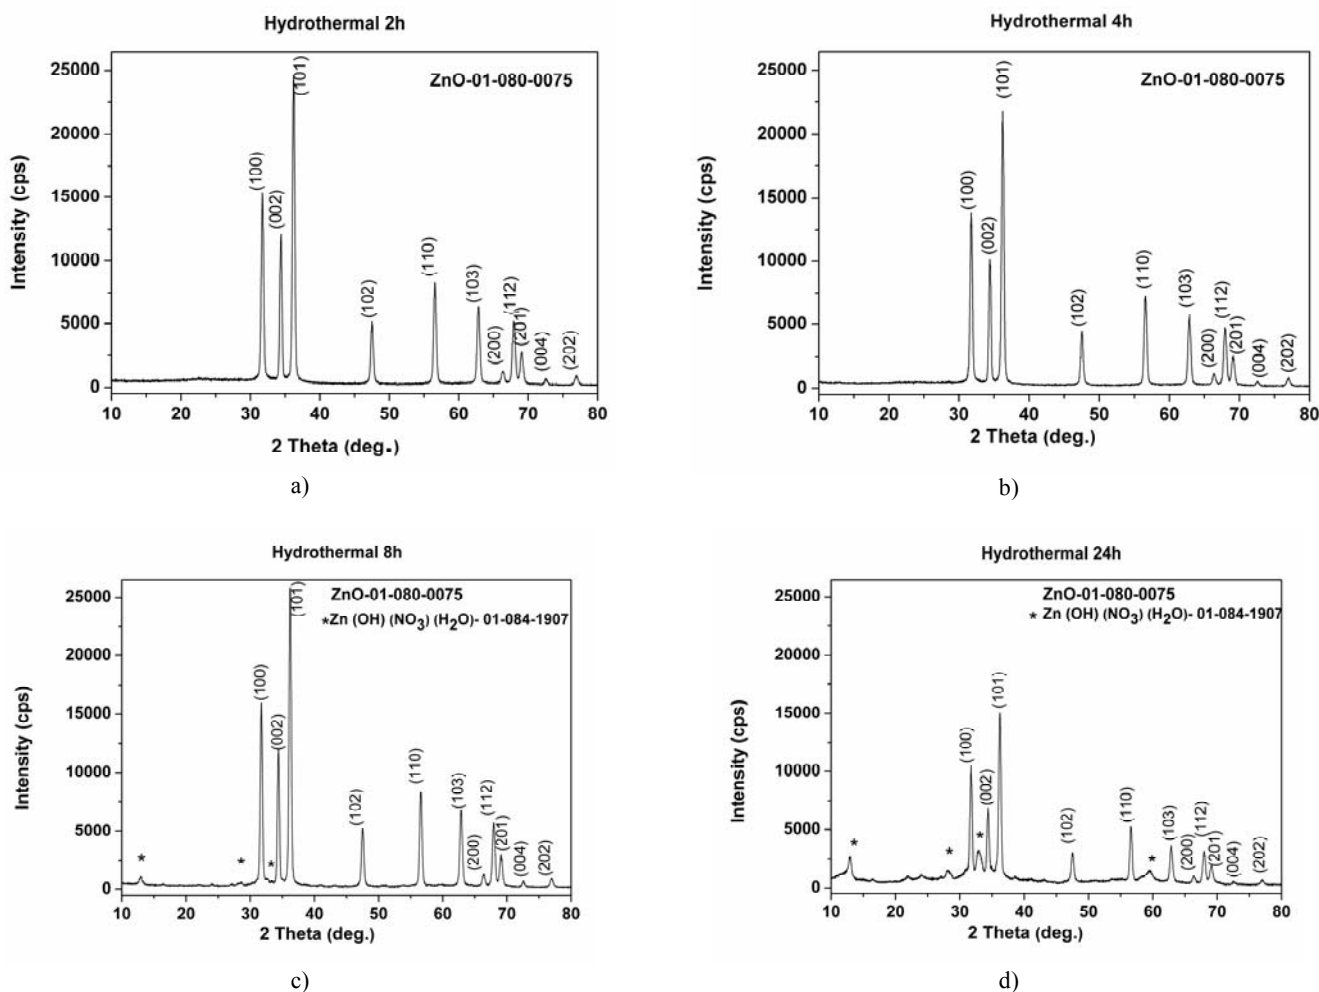 Hydrothermal 2h
ZnO-01-080-0075
Intensity (cps)
25000
20000
15000
10000
5000
0
(100)
(002)
(101)
(102)
(110)
(103)
(200)
(112)
(201)
(004)
(202)
10 20 30 40 50 60 70 80
2 Theta (deg.)
a)
Hydrothermal 4h
ZnO-01-080-0075
Intensity (cps)
25000
20000
15000
10000
5000
0
(100)
(002)
(101)
(102)
(110)
(103)
(200)
(112)
(201)
(004)
(202)
10 20 30 40 50 60 70 80
2 Theta (deg.)
b)
Hydrothermal 8h
ZnO-01-080-0075
*Zn (OH) (NO3) (H2O)- 01-084-1907
Intensity (cps)
25000
20000
15000
10000
5000
0
*
*
*
(100)
(002)
(101)
(102)
(110)
(103)
(200)
(112)
(201)
(004)
(202)
10 20 30 40 50 60 70 80
2 Theta (deg.)
c)
Hydrothermal 24h
ZnO-01-080-0075
* Zn (OH) (NO3) (H2O)- 01-084-1907
Intensity (cps)
25000
20000
15000
10000
5000
0
*
*
(100)
*
(002)
(101)
(102)
(110)
*
(103)
(200)
(112)
(201)
(004)
(202)
10 20 30 40 50 60 70 80
2 Theta (deg.)
d)